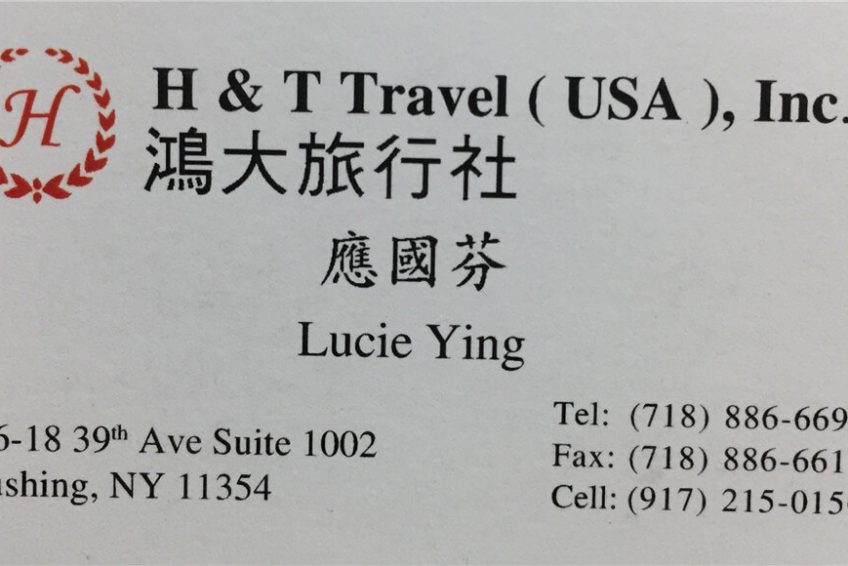 H
H & T Travel ( USA ), Inc.
鴻大旅行社
應國芬
Lucie Ying
6-18 39th Ave Suite 1002
ushing, NY 11354
Tel: (718) 886-669
Fax: (718) 886-661
Cell: (917) 215-015